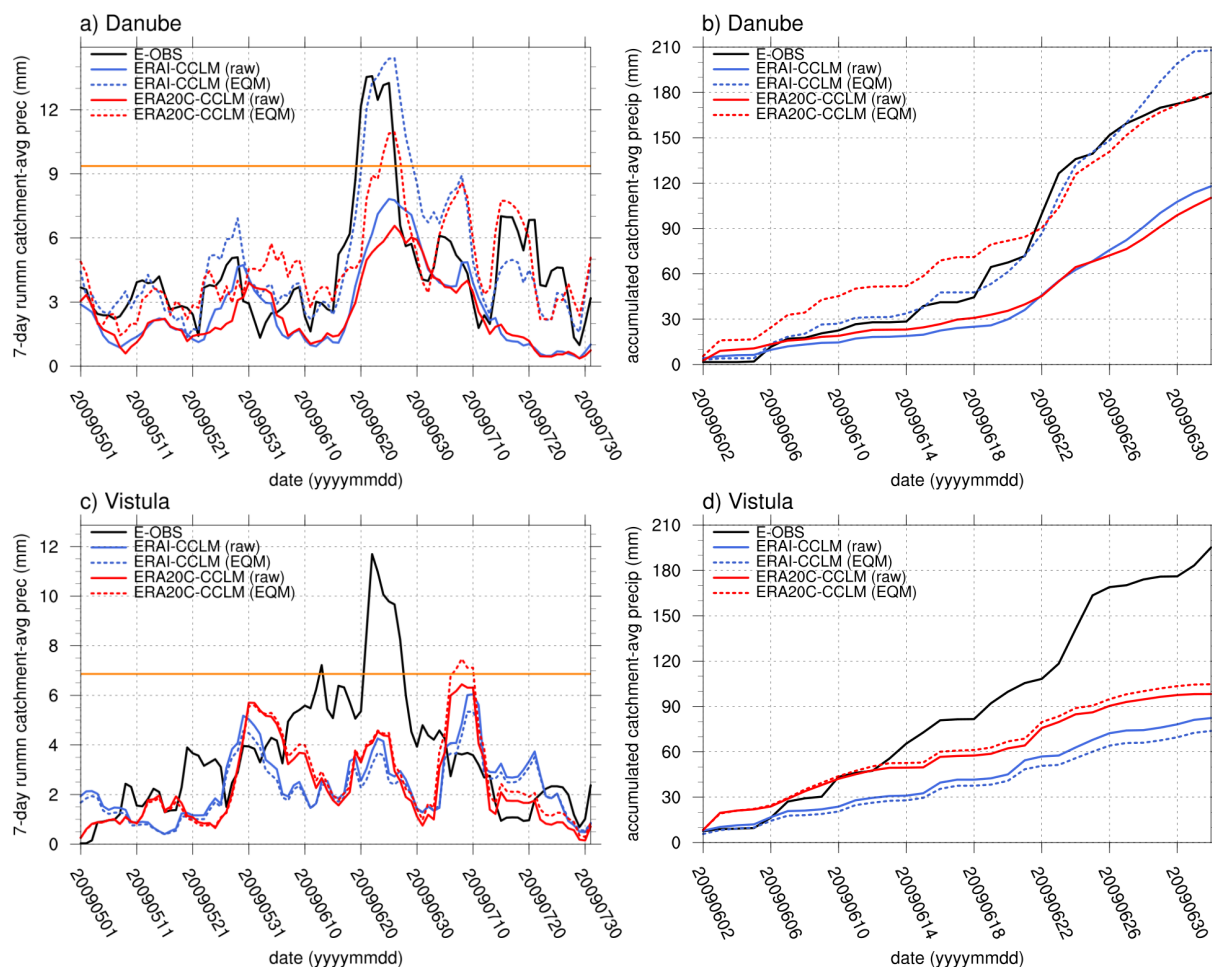 a) Danube
7-day runmn catchment-avg prec (mm)
12
9
6
3
0
E-OBS
ERAI-CCLM (raw)
ERAI-CCLM (EQM)
ERA20C-CCLM (raw)
ERA20C-CCLM (EQM)
20090501
20090511
20090521
20090531
20090610
20090620
20090630
20090710
20090720
20090730
date (yyyymmdd)
b) Danube
accumulated catchment-avg precip (mm)
210
180
150
120
90
60
30
0
E-OBS
ERAI-CCLM (raw)
ERAI-CCLM (EQM)
ERA20C-CCLM (raw)
ERA20C-CCLM (EQM)
20090602
20090606
20090610
20090614
20090618
20090622
20090626
20090630
date (yyyymmdd)
c) Vistula
7-day runmn catchment-avg prec (mm)
12
10
8
6
4
2
0
E-OBS
ERAI-CCLM (raw)
ERAI-CCLM (EQM)
ERA20C-CCLM (raw)
ERA20C-CCLM (EQM)
20090501
20090511
20090521
20090531
20090610
20090620
20090630
20090710
20090720
20090730
date (yyyymmdd)
d) Vistula
accumulated catchment-avg precip (mm)
210
180
150
120
90
60
30
0
E-OBS
ERAI-CCLM (raw)
ERAI-CCLM (EQM)
ERA20C-CCLM (raw)
ERA20C-CCLM (EQM)
20090602
20090606
20090610
20090614
20090618
20090622
20090626
20090630
date (yyyymmdd)